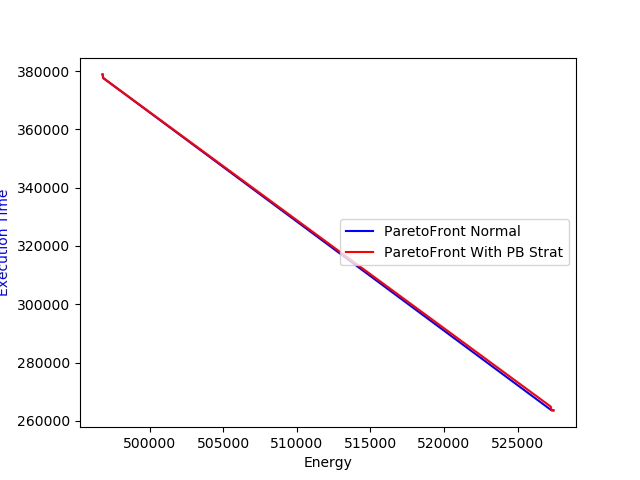 380000
360000
340000
320000
300000
280000
260000
Execution Time
ParetoFront Normal
ParetoFront With PB Strat
500000 505000 510000 515000 520000 525000
Energy